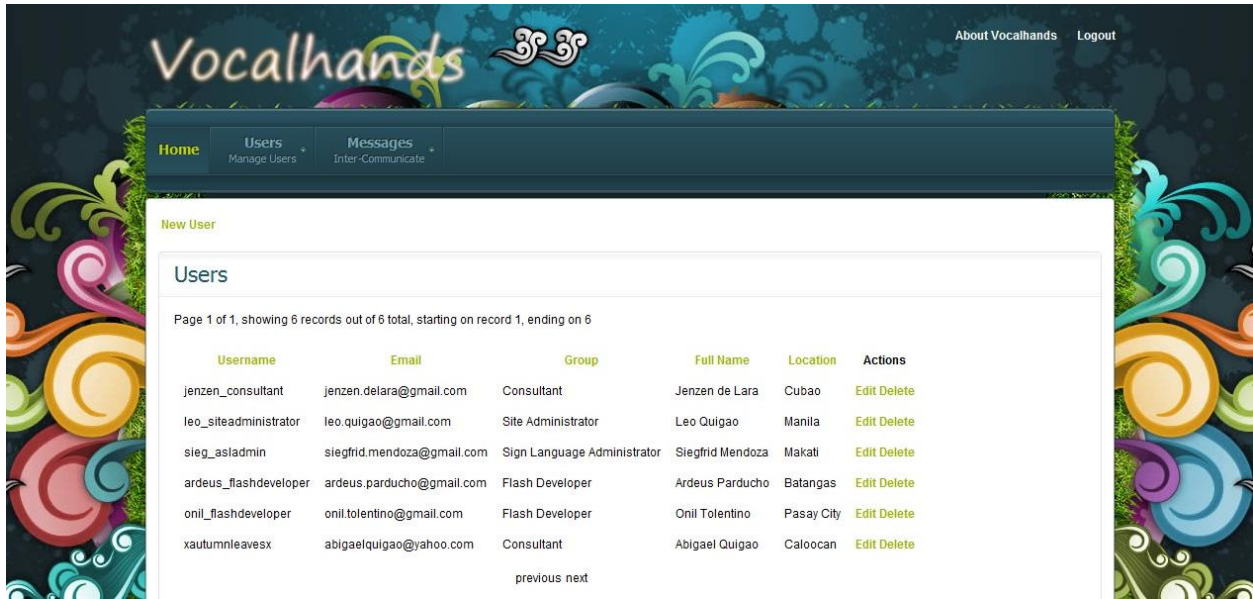 Vocalhands
About Vocalhands Logout
Home Users Messages
Manage Users Inter-Communicate
New User
Users
Page 1 of 1, showing 6 records out of 6 total, starting on record 1, ending on 6
Username Email Group Full Name Location Actions
jenzen_consultant jenzen.delara@gmail.com Consultant Jenzen de Lara Cubao Edit Delete
leo_siteadministrator leo.quigao@gmail.com Site Administrator Leo Quigao Manila Edit Delete
sieg_asladmin siegfrid.mendoza@gmail.com Sign Language Administrator Siegfrid Mendoza Makati Edit Delete
ardeus_flashdeveloper ardeus.parducho@gmail.com Flash Developer Ardeus Parducho Batangas Edit Delete
onil_flashdeveloper onil.tolentino@gmail.com Flash Developer Onil Tolentino Pasay City Edit Delete
xautumnleavesx abigaelquigao@yahoo.com Consultant Abigael Quigao Caloocan Edit Delete
previous next